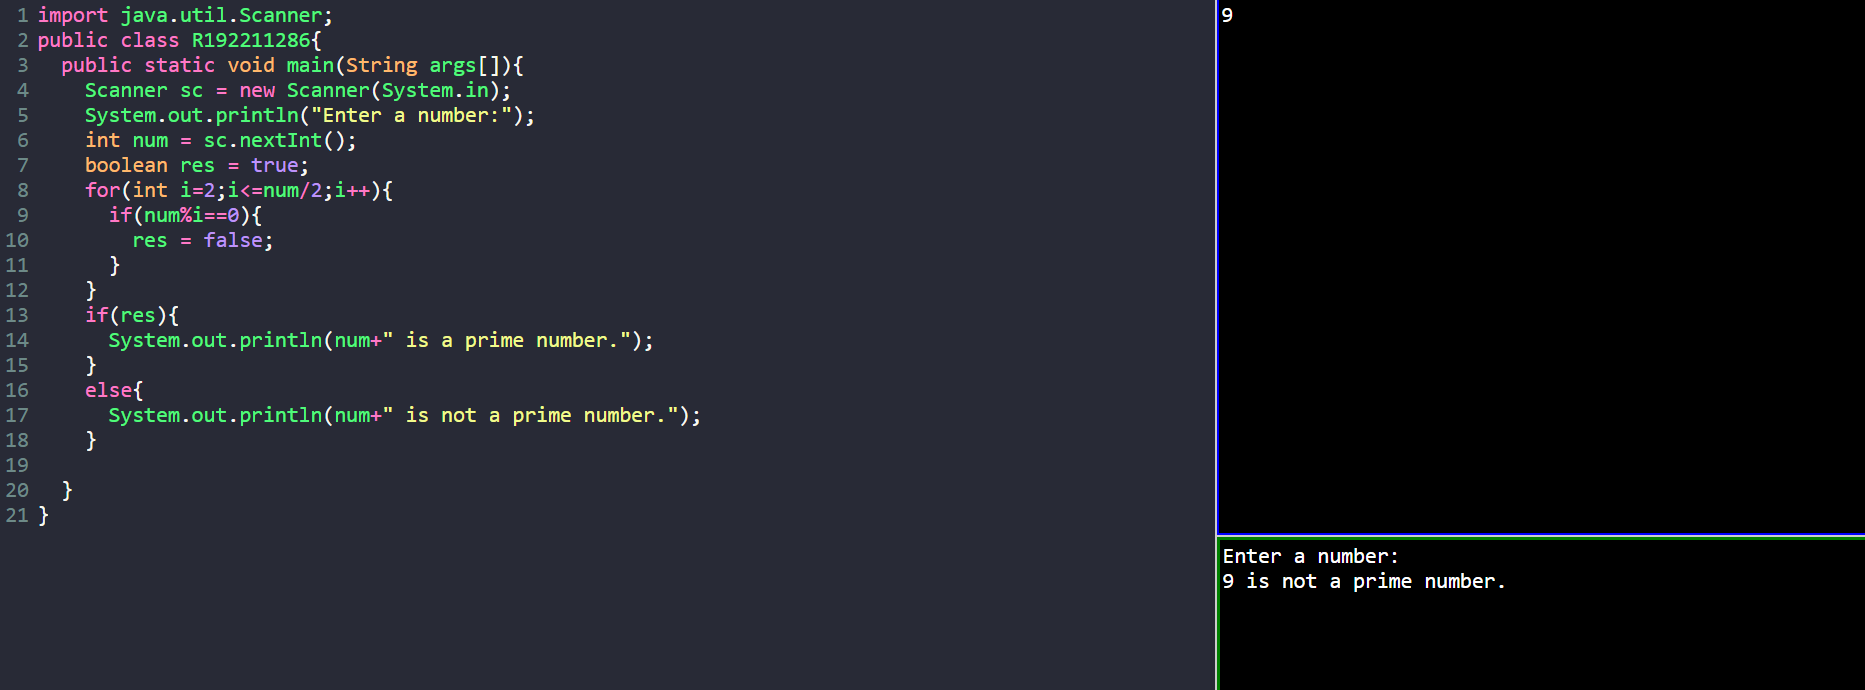 1 import java.util.Scanner;
2 public class R192211286{
3   public static void main(String args[]){
4     Scanner sc = new Scanner(System.in);
5     System.out.println("Enter a number:");
6     int num = sc.nextInt();
7     boolean res = true;
8     for(int i=2;i<=num/2;i++){
9       if(num%i==0){
10         res = false;
11       }
12     }
13     if(res){
14       System.out.println(num+" is a prime number.");
15     }
16     else{
17       System.out.println(num+" is not a prime number.");
18     }
19
20   }
21 }
9
Enter a number:
9 is not a prime number.